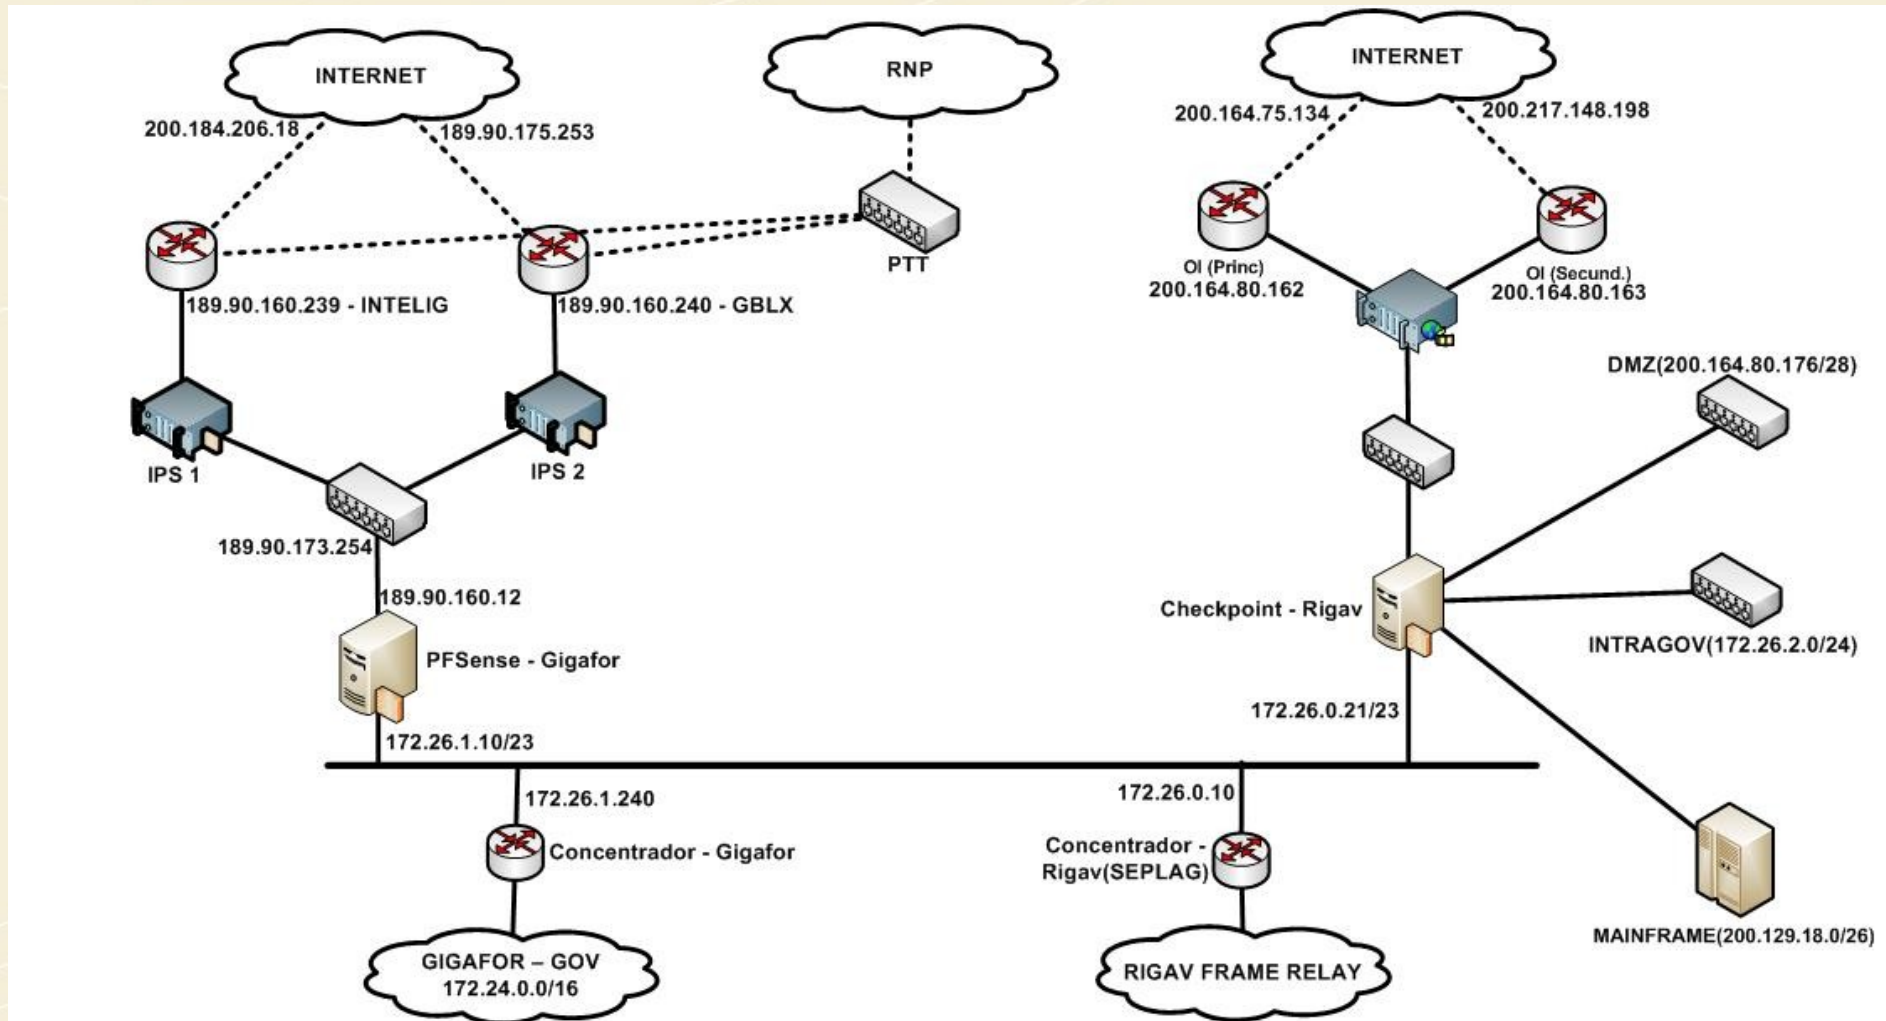 INTERNET
RNP
INTERNET
200.184.206.18
189.90.175.253
200.164.75.134
200.217.148.198
PTT
OI (Princ)
200.164.80.162
OI (Secund.)
200.164.80.163
189.90.160.239 - INTELIG
189.90.160.240 - GBLX
DMZ(200.164.80.176/28)
IPS 1
IPS 2
189.90.173.254
189.90.160.12
Checkpoint - Rigav
PFSense - Gigafor
INTRAGOV(172.26.2.0/24)
172.26.0.21/23
172.26.1.10/23
172.26.1.240
172.26.0.10
Concentrador - Gigafor
Concentrador -
Rigav(SEPLAG)
MAINFRAME(200.129.18.0/26)
GIGAFOR – GOV
172.24.0.0/16
RIGAV FRAME RELAY